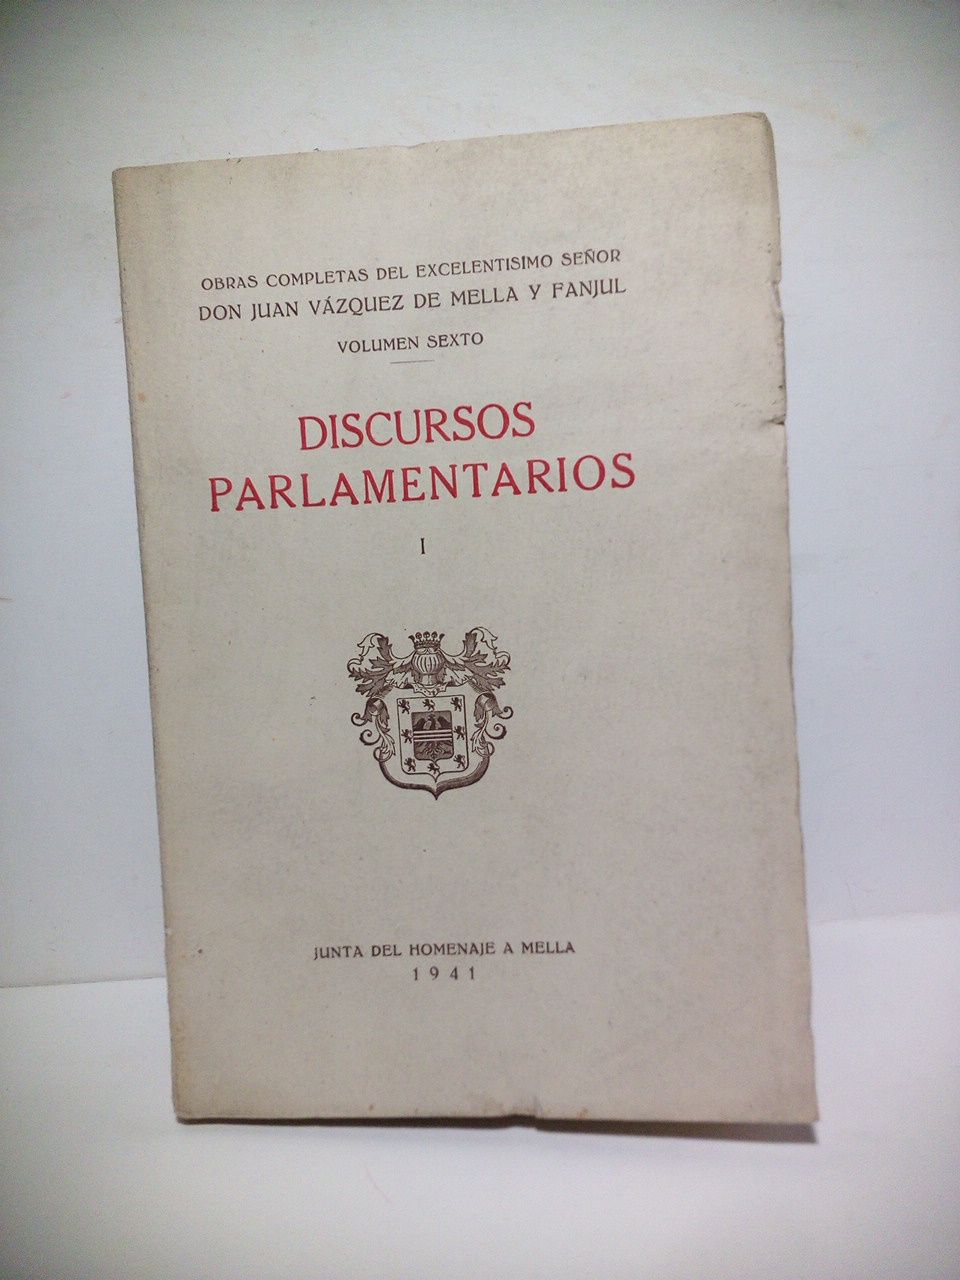 OBRAS COMPLETAS DEL EXCELENTISIMO SEÑOR
DON JUAN VÁZQUEZ DE MELLA Y FANJUL
VOLUMEN SEXTO
DISCURSOS
PARLAMENTARIOS
I
JUNTA DEL HOMENAJE A MELLA
1941